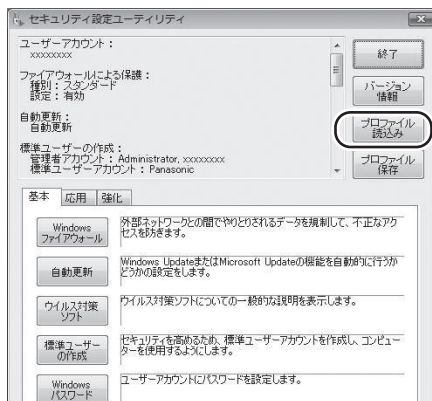 セキュリティ設定ユーティリティ
ユーザーアカウント：
xxxxxxxx
ファイアウォールによる保護：
種別：スタンダード
設定：有効
自動更新：
自動更新
標準ユーザーの作成：
管理者アカウント：Administrator, xxxxxxxx
標準ユーザーアカウント：Panasonic
終了
バージョン
情報
プロファイル
読込み
プロファイル
保存
基本
応用
強化
Windows
ファイアウォール
外部ネットワークとの間でやりとりされるデータを規制して、不正なアク
セスを防ぎます。
自動更新
Windows UpdateまたはMicrosoft Updateの機能を自動的に行うか
どうかの設定をします。
ウイルス対策
ソフト
ウイルス対策ソフトについての一般的な説明を表示します。
標準ユーザー
の作成
セキュリティを高めるため、標準ユーザーアカウントを作成し、コンピュー
ターを使用するようにします。
Windows
パスワード
ユーザーアカウントにパスワードを設定します。